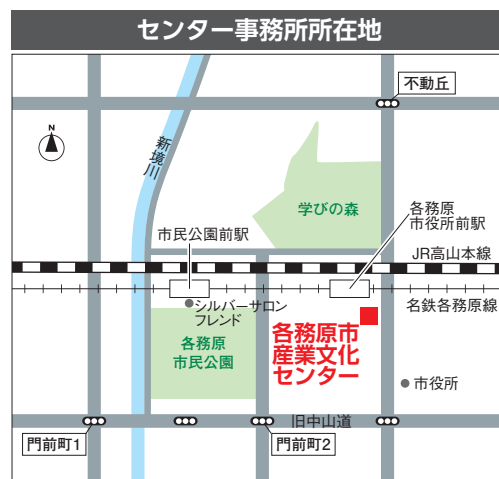 センター事務所所在地
不動丘
N
新境川
学びの森
市民公園前駅
各務原
市役所前駅
JR高山本線
名鉄各務原線
シルバーサロン
フレンド
各務原
市民公園
各務原市
産業文化
センター
市役所
旧中山道
門前町1
門前町2